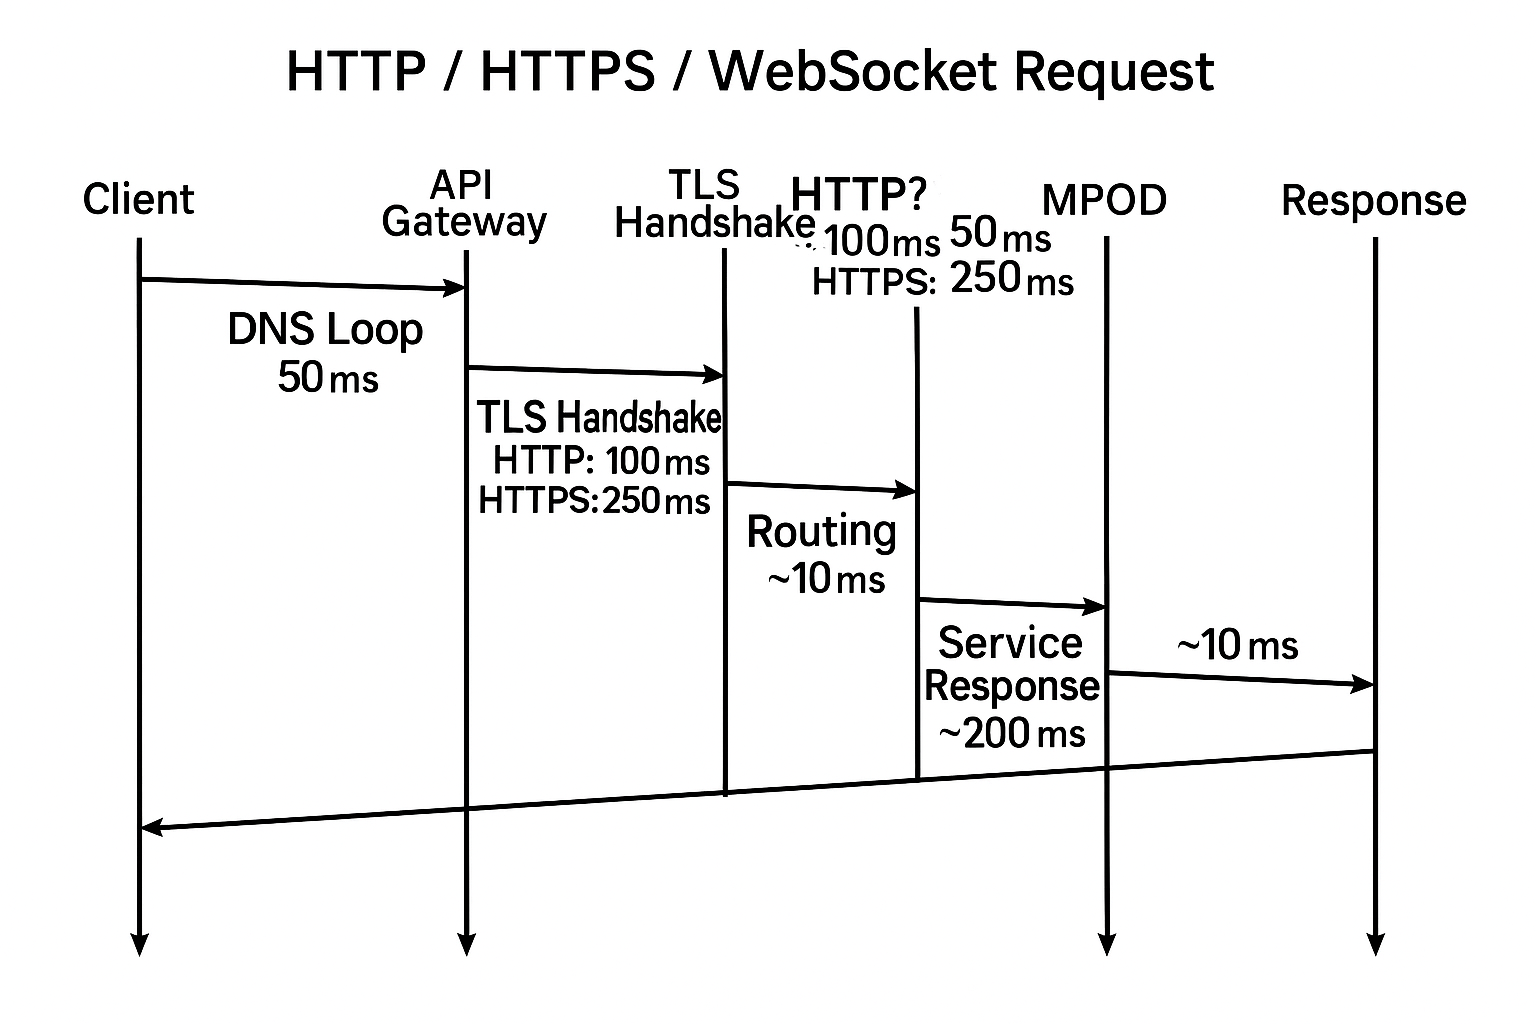 HTTP / HTTPS / WebSocket Request
Client
API
Gateway
TLS
Handshake
HTTP?
100ms 50ms
HTTPS: 250ms
MPOD
Response
DNS Loop
50ms
TLS Handshake
HTTP: 100ms
HTTPS:250ms
Routing
~10ms
Service
Response
~200ms
~10ms